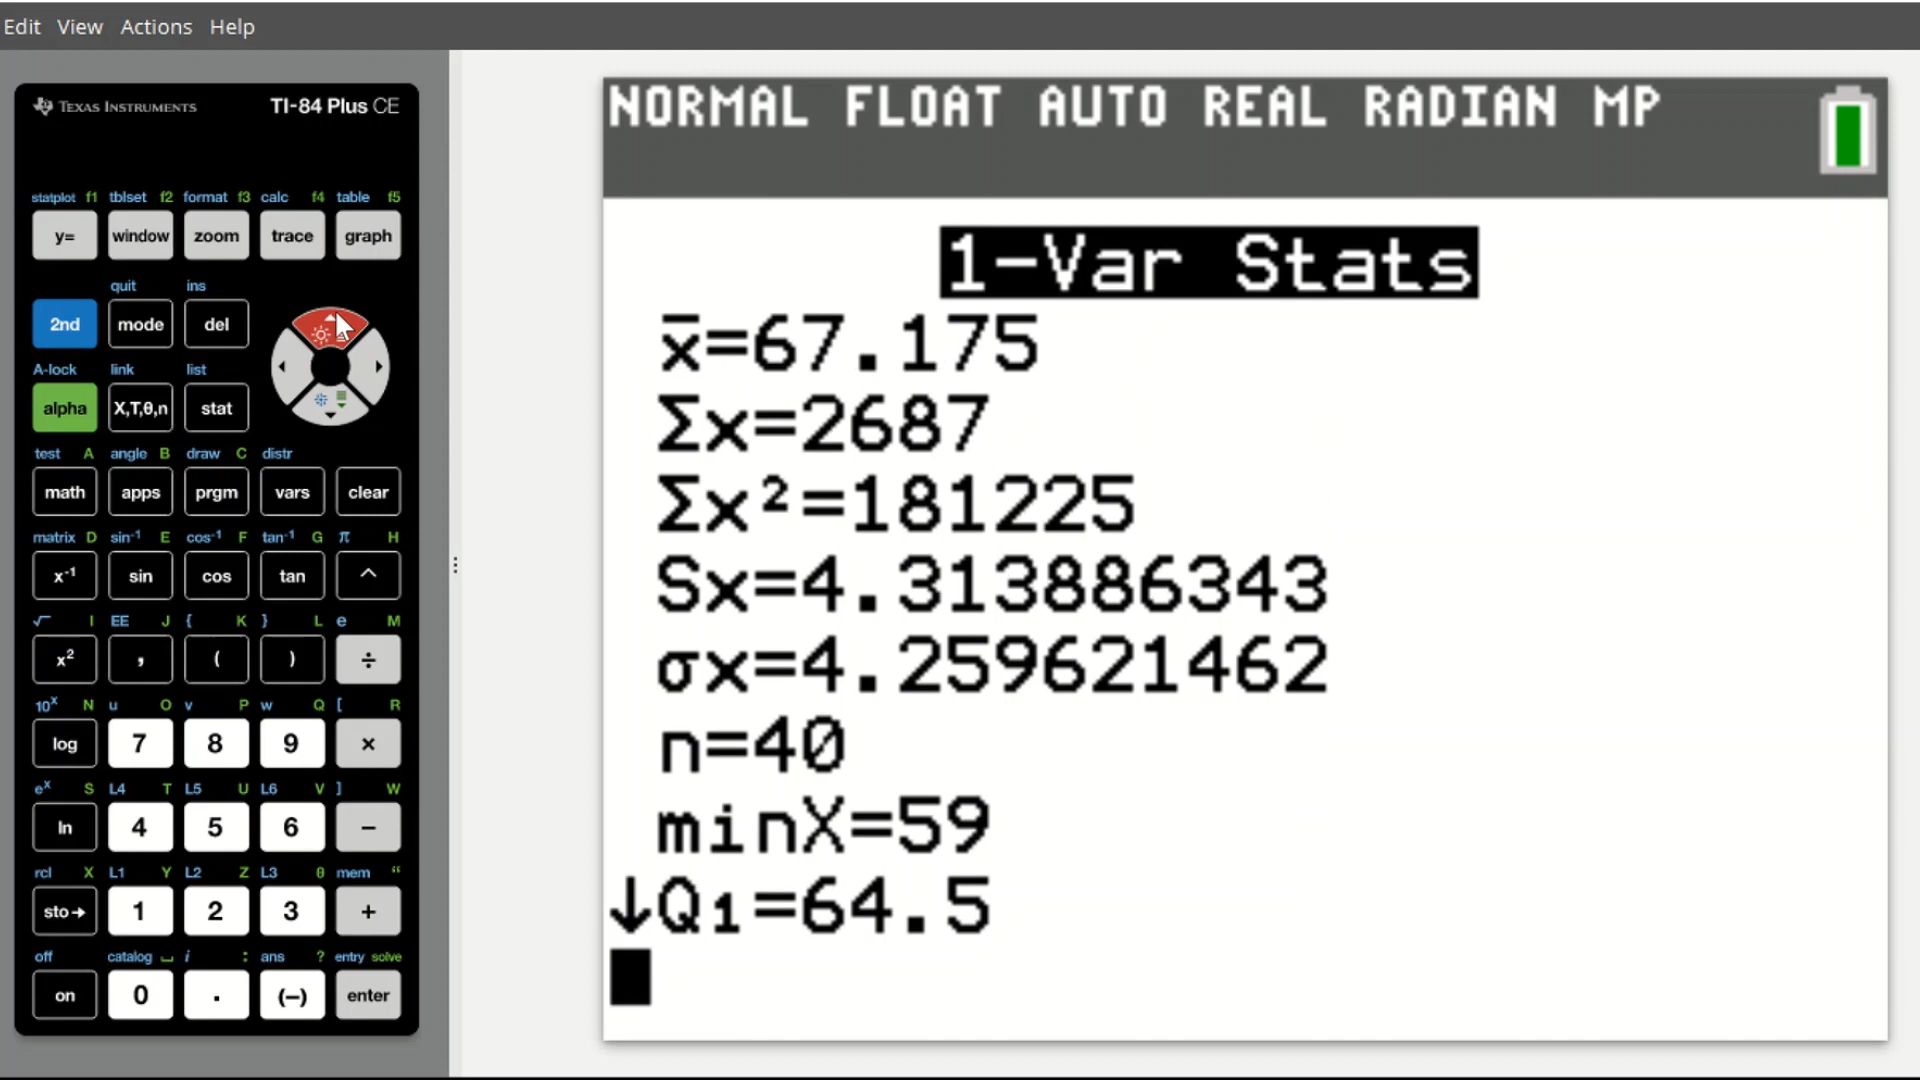 Edit View Actions Help
TEXAS INSTRUMENTS TI-84 Plus CE
statplot f1 tblset f2 format f3 calc f4 table f5
y= window zoom trace graph
quit ins
2nd mode del
A-lock link list
alpha X,T,θ,n stat
test A angle B draw C distr
math apps prgm vars clear
matrix D sin-1 E cos-1 F tan-1 G π H
x-1 sin cos tan ^
√ I EE J { K } L e M
x² , ( ) ÷
10x N u O v P w Q [ R
log 7 8 9 ×
ex S L4 T L5 U L6 V ] W
ln 4 5 6 −
rcl X L1 Y L2 Z L3 θ mem “
sto→ 1 2 3 +
off catalog ⎵ i : ans ? entry solve
on 0 . (−) enter
NORMAL FLOAT AUTO REAL RADIAN MP
1-Var Stats
x̄=67.175
Σx=2687
Σx²=181225
Sx=4.313886343
σx=4.259621462
n=40
minX=59
↓Q₁=64.5